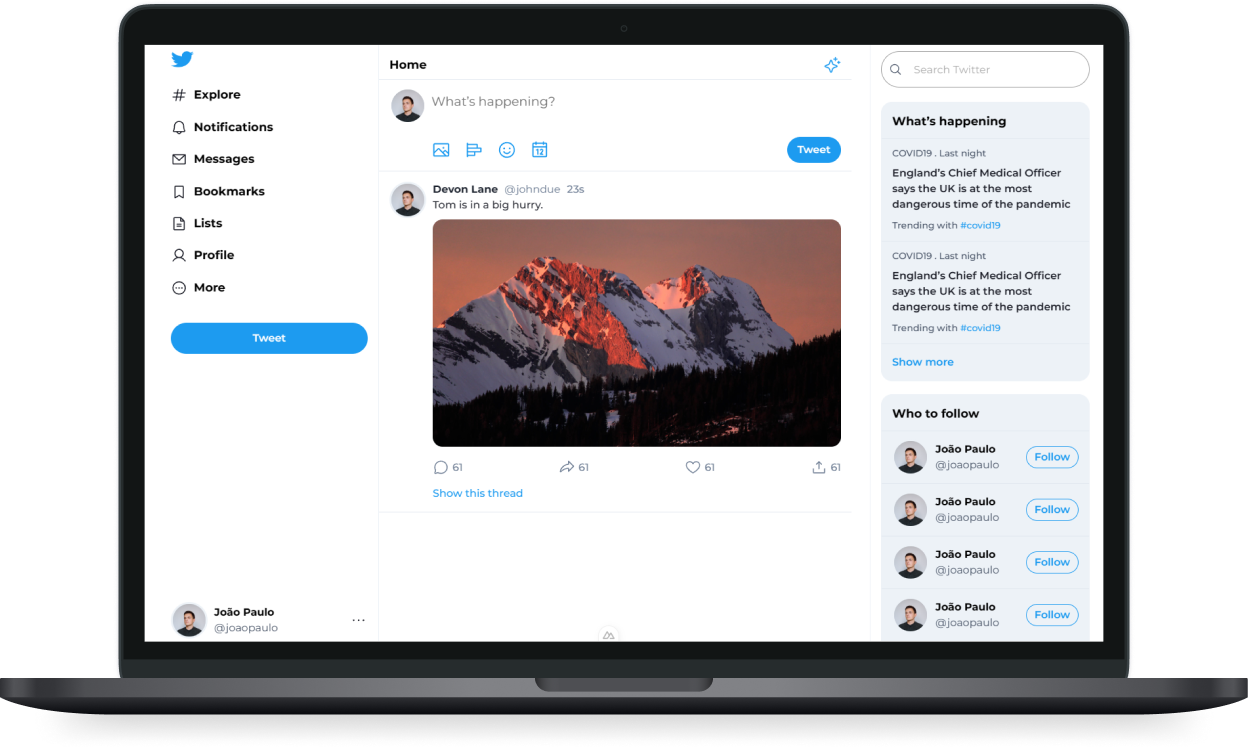 Explore
Notifications
Messages
Bookmarks
Lists
Profile
More
Tweet
João Paulo
@joaopaulo
Home
What's happening?
12
Tweet
Devon Lane @johndue 23s
Tom is in a big hurry.
61 61 61 61
Show this thread
Search Twitter
What's happening
COVID19 . Last night
England's Chief Medical Officer
says the UK is at the most
dangerous time of the pandemic
Trending with #covid19
COVID19 . Last night
England's Chief Medical Officer
says the UK is at the most
dangerous time of the pandemic
Trending with #covid19
Show more
Who to follow
João Paulo
@joaopaulo
Follow
João Paulo
@joaopaulo
Follow
João Paulo
@joaopaulo
Follow
João Paulo
@joaopaulo
Follow